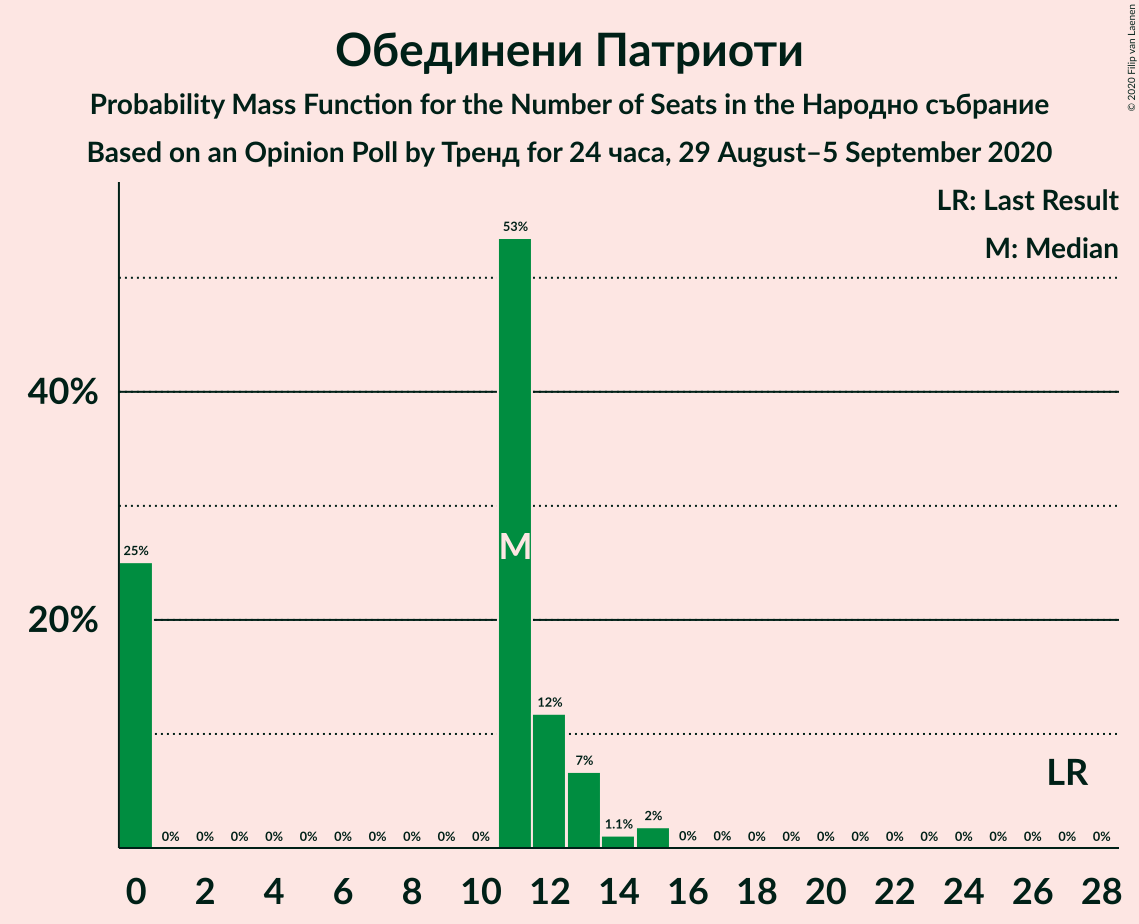 Обединени Патриоти
Probability Mass Function for the Number of Seats in the Народно събрание
Based on an Opinion Poll by Тренд for 24 часа, 29 August–5 September 2020
© 2020 Filip van Laenen
LR: Last Result
M: Median
53%
40%
25%
M
20%
12%
7%
LR
1.1%
2%
0% 0% 0% 0% 0% 0% 0% 0% 0% 0% 0% 0% 0% 0% 0% 0% 0% 0% 0% 0% 0% 0% 0%
0 2 4 6 8 10 12 14 16 18 20 22 24 26 28